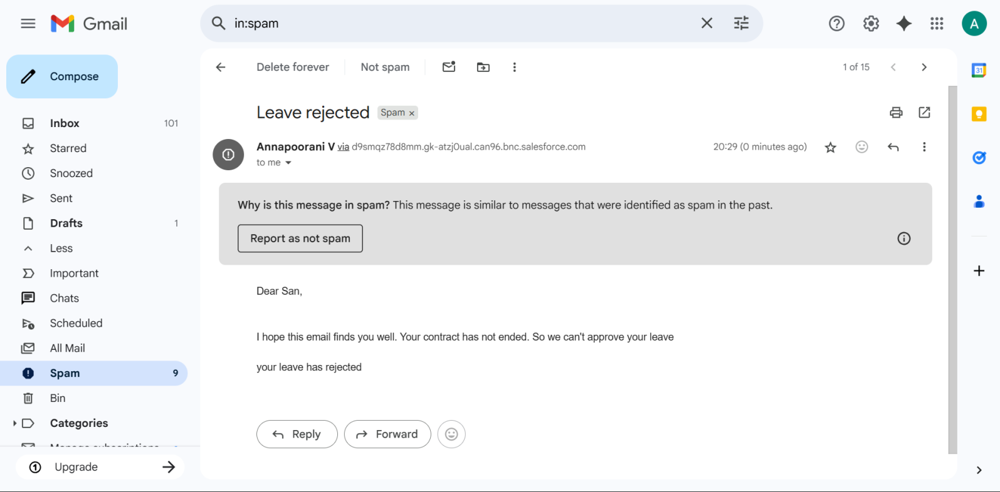 Gmail
in:spam
A
Compose
Inbox 101
Starred
Snoozed
Sent
Drafts 1
Less
Important
Chats
Scheduled
All Mail
Spam 9
Bin
Categories
Manage subscriptions
Upgrade
Delete forever
Not spam
1 of 15
Leave rejected
Spam ×
Annapoorani V via d9smqz78d8mm.gk-atzj0ual.can96.bnc.salesforce.com
20:29 (0 minutes ago)
to me
Why is this message in spam? This message is similar to messages that were identified as spam in the past.
Report as not spam
Dear San,
I hope this email finds you well. Your contract has not ended. So we can't approve your leave
your leave has rejected
Reply
Forward
31